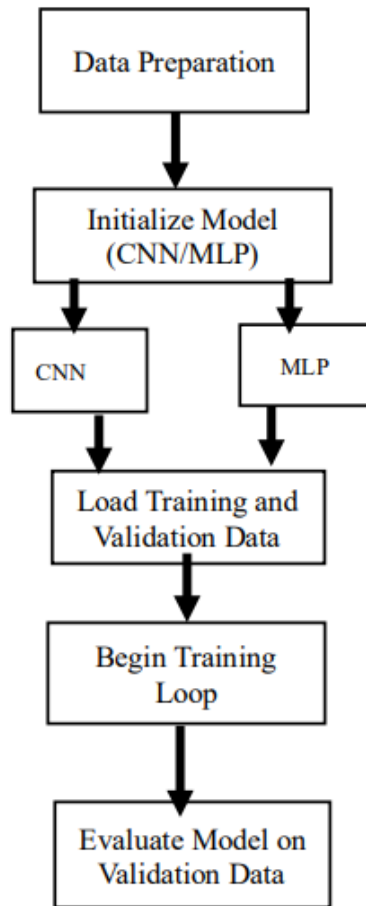 Data Preparation
Initialize Model
(CNN/MLP)
CNN
MLP
Load Training and
Validation Data
Begin Training
Loop
Evaluate Model on
Validation Data